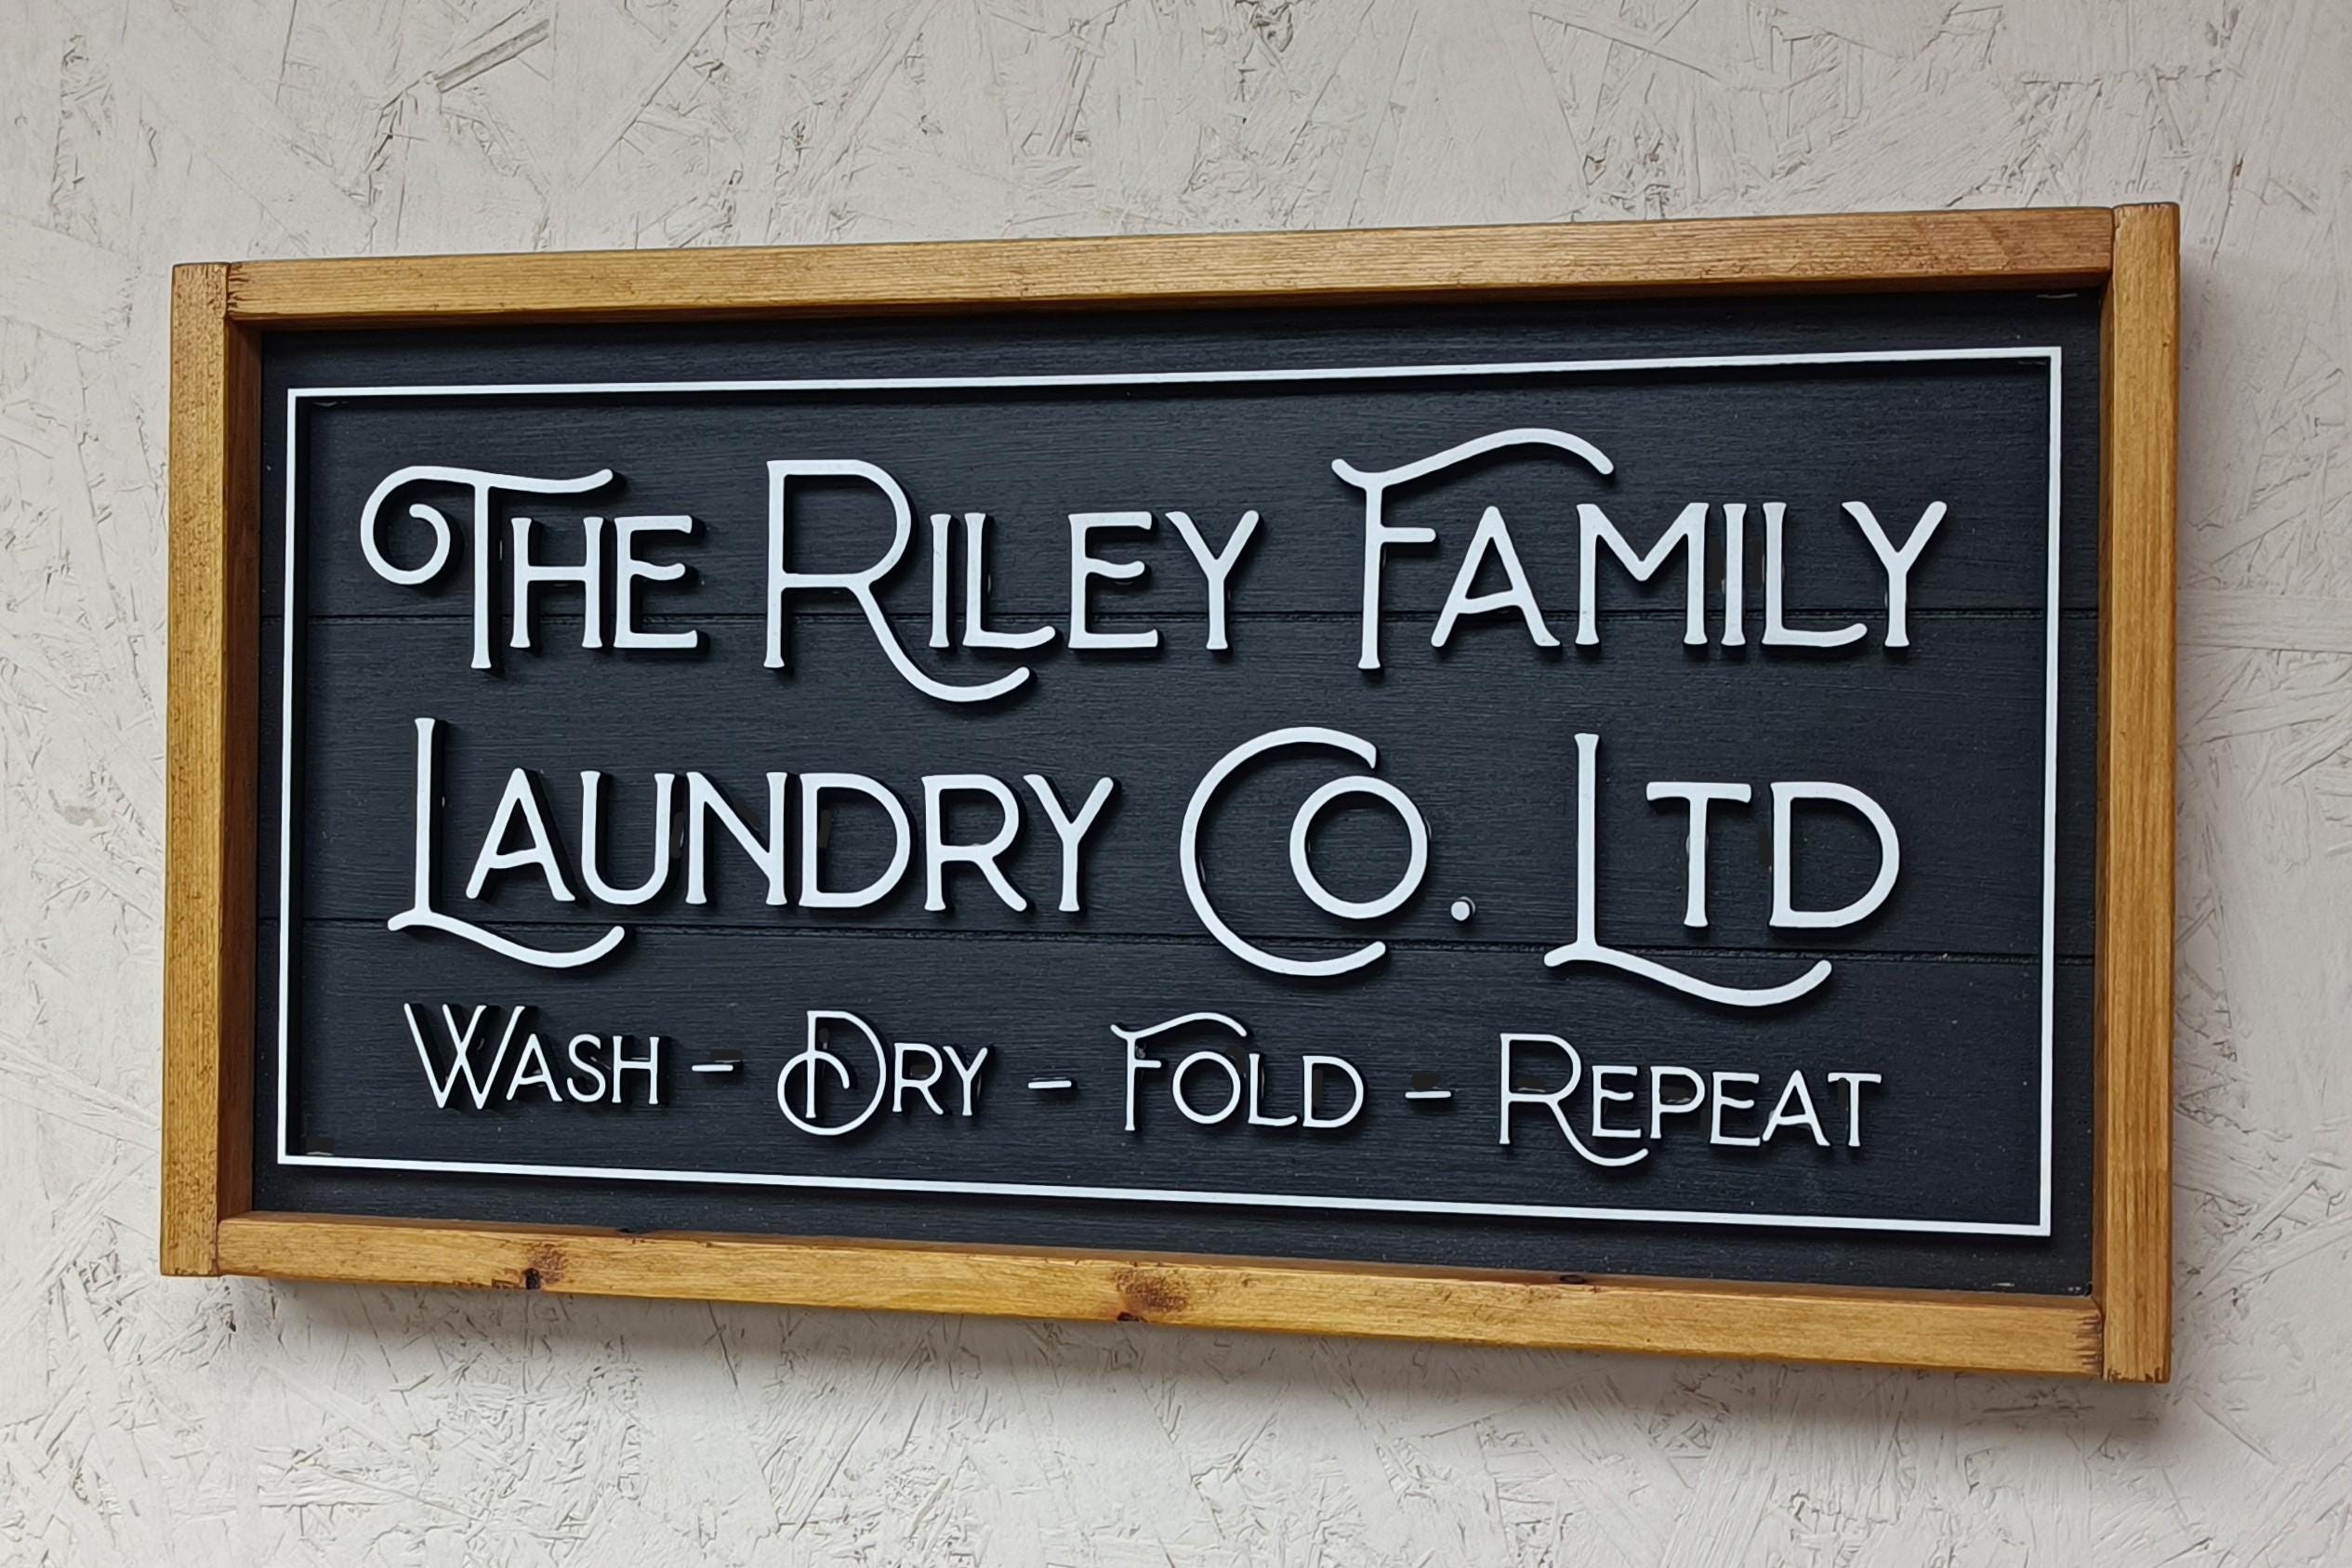 The Riley Family
Laundry Co. Ltd
Wash - Dry - Fold - Repeat